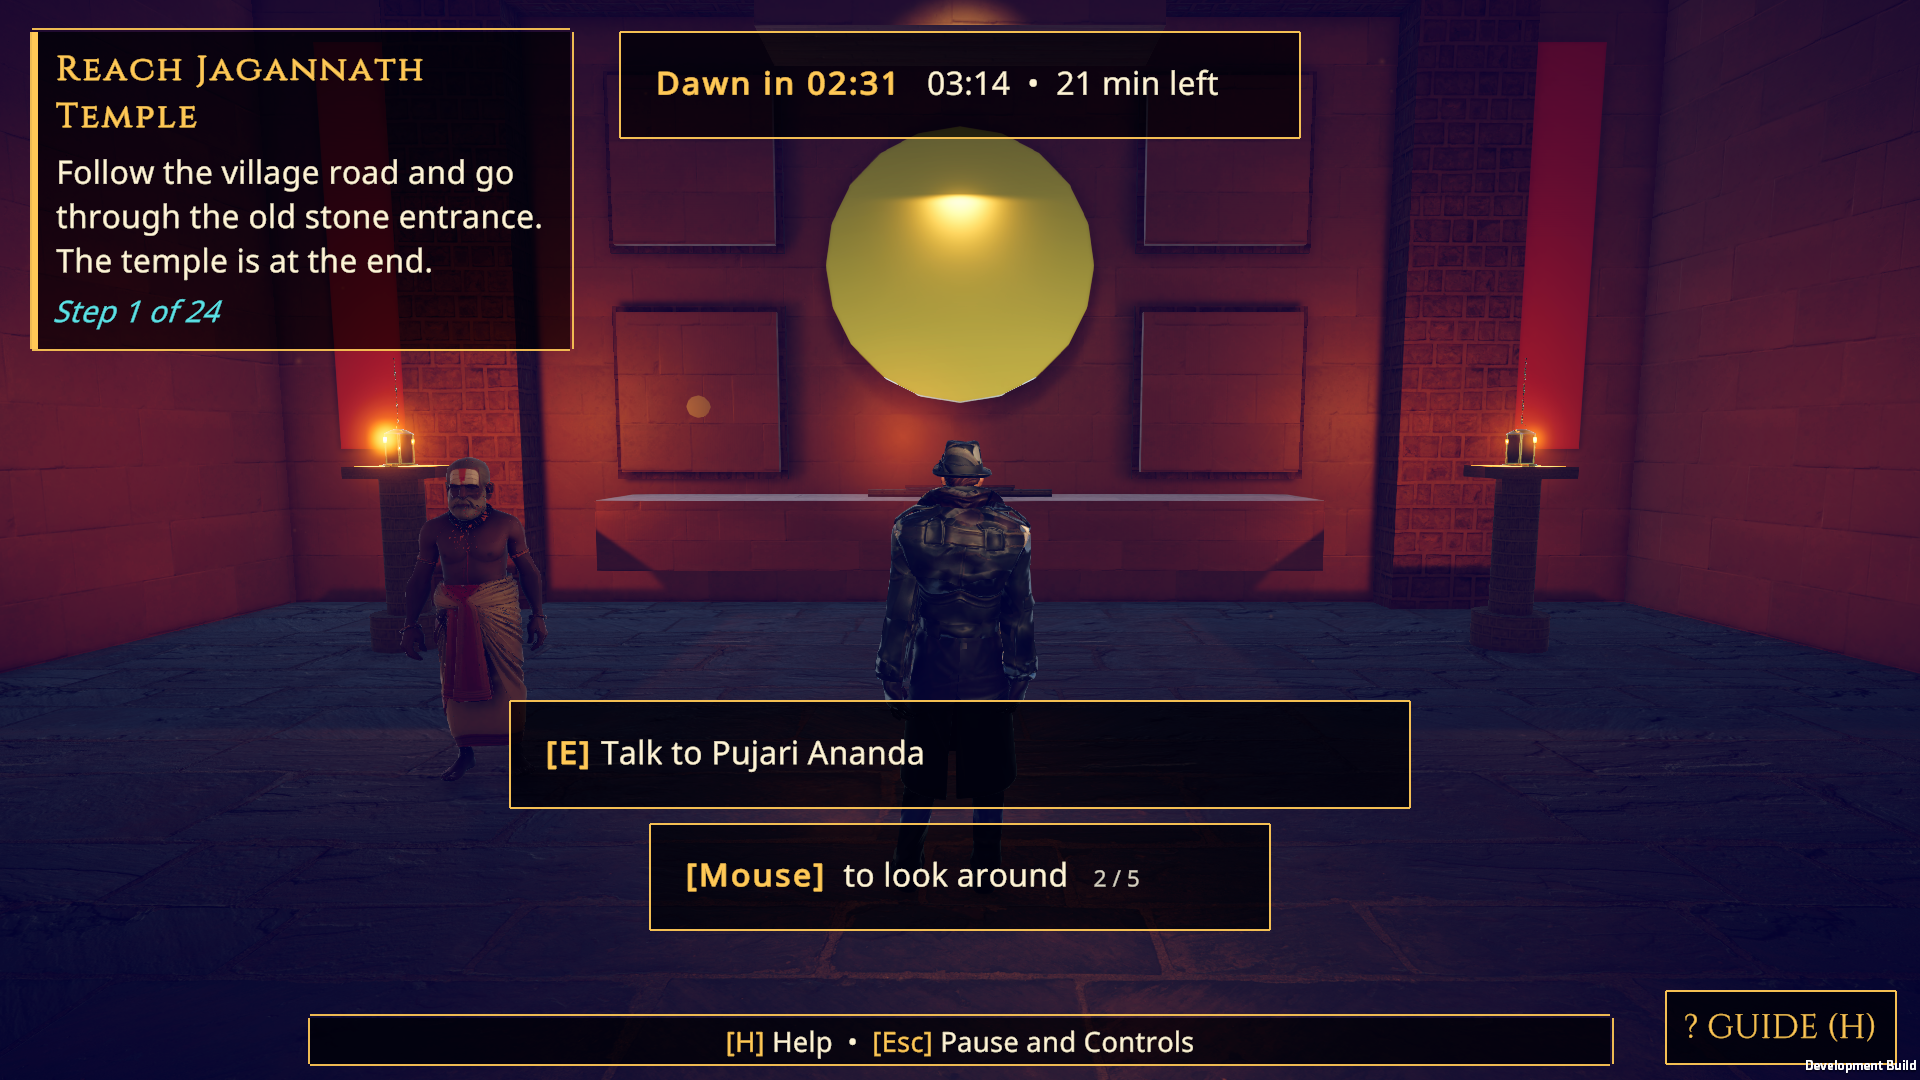 REACH JAGANNATH
TEMPLE
Follow the village road and go
through the old stone entrance.
The temple is at the end.
Step 1 of 24
Dawn in 02:31 03:14 • 21 min left
[E] Talk to Pujari Ananda
[Mouse] to look around 2 / 5
[H] Help • [Esc] Pause and Controls
? GUIDE (H)
Development Build